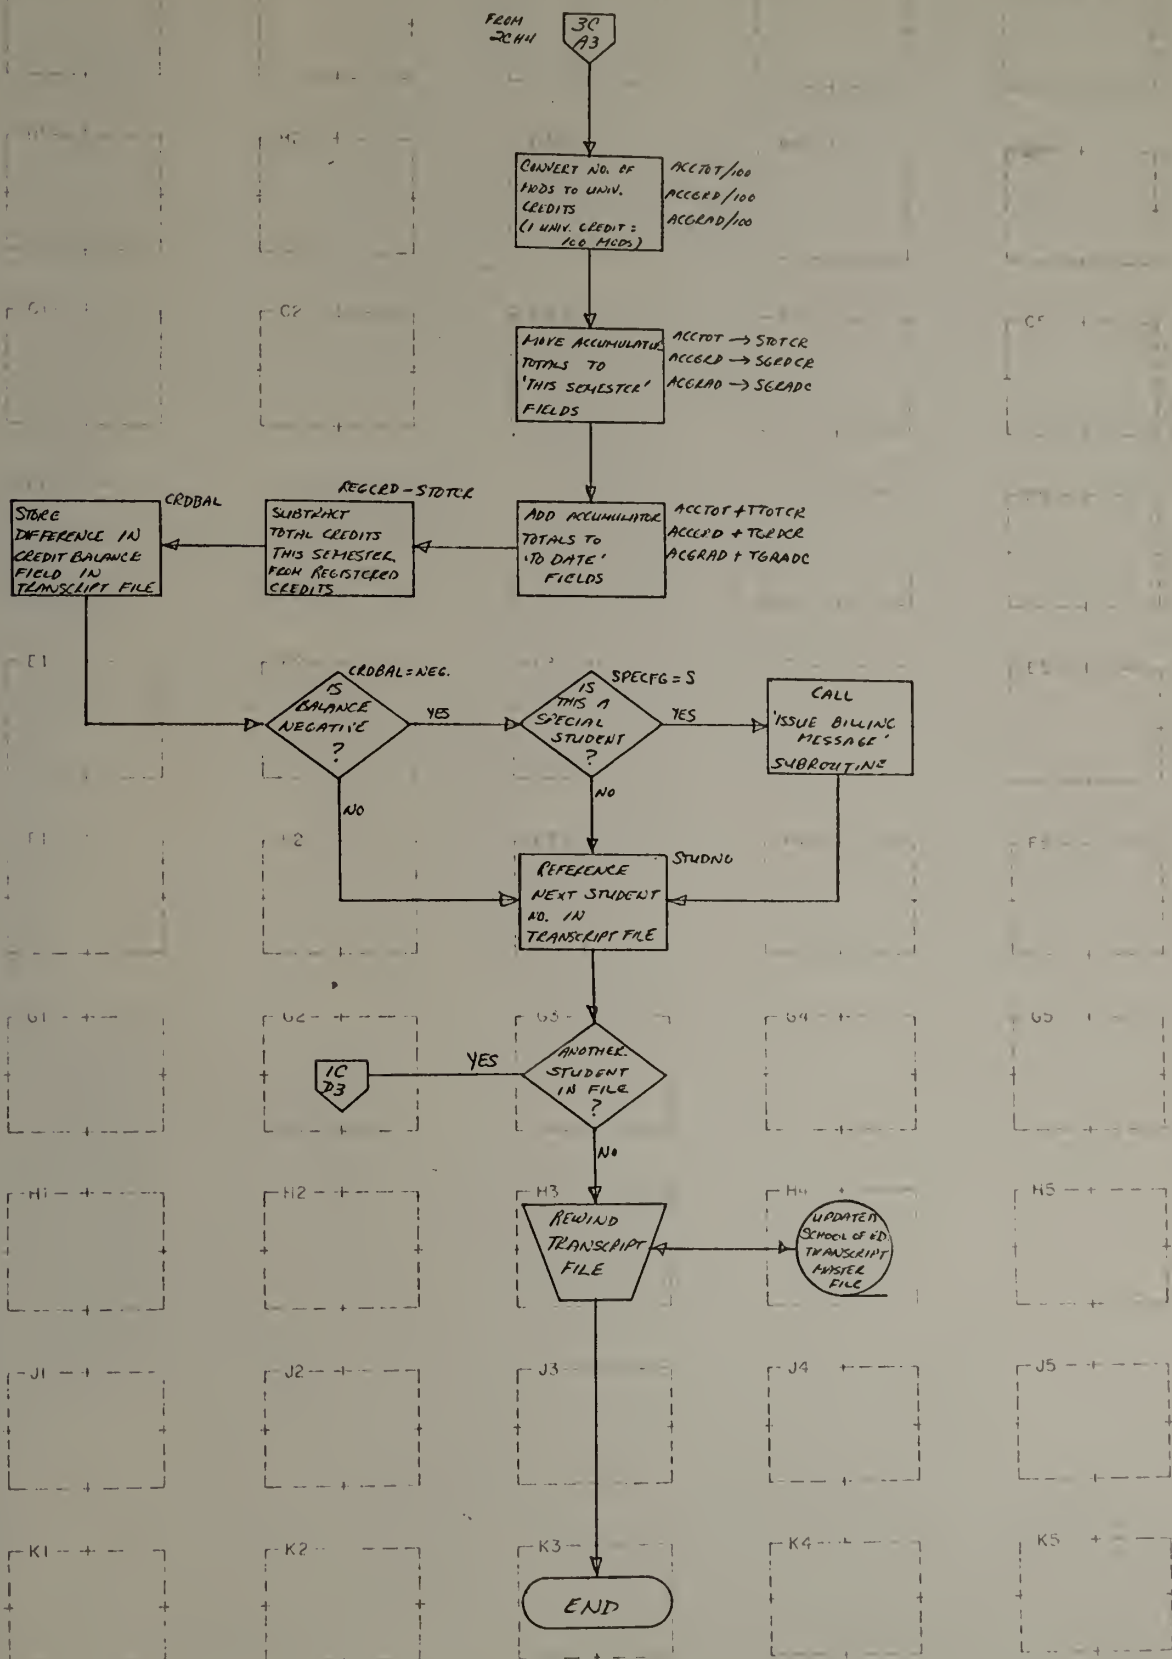 FROM
2CH4
3C
A3
CONVERT NO. OF
MODS TO UNIV.
CREDITS
(1 UNIV. CREDIT =
100 MODS)
ACCTOT/100
ACCGRD/100
ACGRAD/100
C2
C5
MOVE ACCUMULATOR
TOTALS TO
'THIS SEMESTER'
FIELDS
ACCTOT → STOTCR
ACCGRD → SGRDCR
ACGRAD → SGRADC
CRDBAL
STORE
DIFFERENCE IN
CREDIT BALANCE
FIELD IN
TRANSCRIPT FILE
REGCRD - STOTCR
SUBTRACT
TOTAL CREDITS
THIS SEMESTER
FROM REGISTERED
CREDITS
ADD ACCUMULATOR
TOTALS TO
'TO DATE'
FIELDS
ACCTOT + TTOTCR
ACCGRD + TGRDCR
ACGRAD + TGRADC
E1
E5
CRDBAL = NEG.
IS
BALANCE
NEGATIVE
?
YES
NO
SPECFG = S
IS
THIS A
SPECIAL
STUDENT
?
YES
NO
CALL
'ISSUE BILLING
MESSAGE'
SUBROUTINE
F1
F5
REFERENCE
NEXT STUDENT
NO. IN
TRANSCRIPT FILE
STUDNO
G1
G2
G3
G4
G5
1C
D3
YES
ANOTHER
STUDENT
IN FILE
?
NO
H1
H2
H3
H4
H5
REWIND
TRANSCRIPT
FILE
UPDATED
SCHOOL OF ED
TRANSCRIPT
MASTER
FILE
J1
J2
J3
J4
J5
K1
K2
K3
K4
K5
END